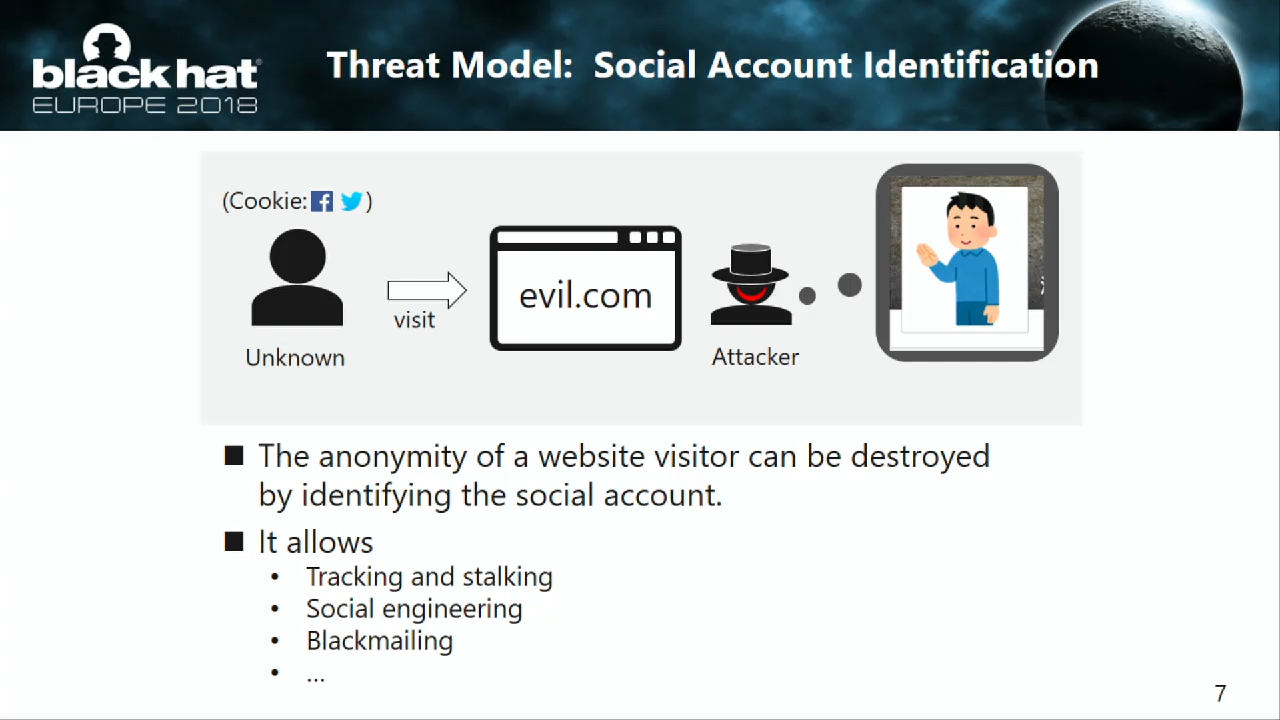 black hat
EUROPE 2018
Threat Model: Social Account Identification
(Cookie: f )
evil.com
visit
Unknown
Attacker
■ The anonymity of a website visitor can be destroyed
by identifying the social account.
■ It allows
• Tracking and stalking
• Social engineering
• Blackmailing
• ...
7